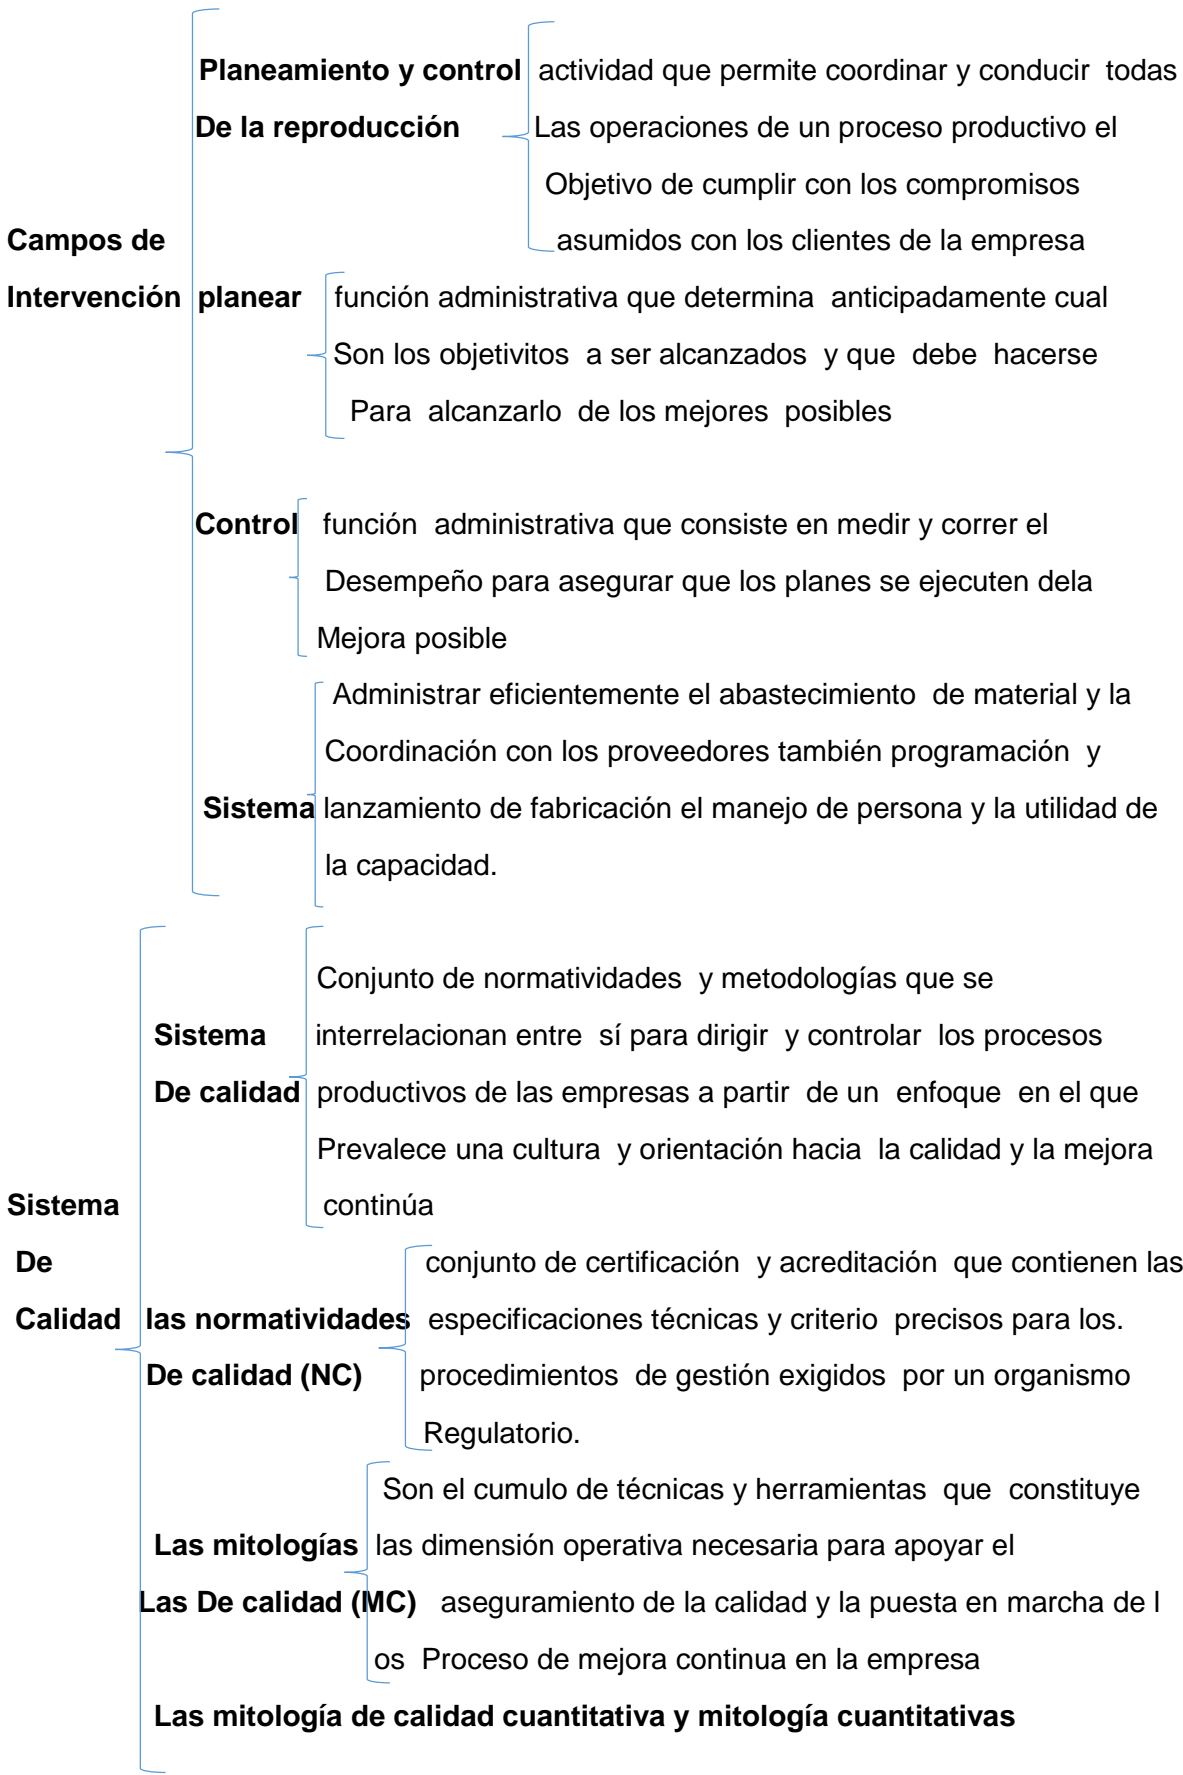 Planeamiento y control actividad que permite coordinar y conducir todas
De la reproducción Las operaciones de un proceso productivo el
Objetivo de cumplir con los compromisos
Campos de asumidos con los clientes de la empresa
Intervención planear función administrativa que determina anticipadamente cual
Son los objetivitos a ser alcanzados y que debe hacerse
Para alcanzarlo de los mejores posibles
Control función administrativa que consiste en medir y correr el
Desempeño para asegurar que los planes se ejecuten dela
Mejora posible
Administrar eficientemente el abastecimiento de material y la
Coordinación con los proveedores también programación y
Sistema lanzamiento de fabricación el manejo de persona y la utilidad de
la capacidad.
Conjunto de normatividades y metodologías que se
Sistema interrelacionan entre sí para dirigir y controlar los procesos
De calidad productivos de las empresas a partir de un enfoque en el que
Prevalece una cultura y orientación hacia la calidad y la mejora
Sistema continúa
De conjunto de certificación y acreditación que contienen las
Calidad las normatividades especificaciones técnicas y criterio precisos para los.
De calidad (NC) procedimientos de gestión exigidos por un organismo
Regulatorio.
Son el cumulo de técnicas y herramientas que constituye
Las mitologías las dimensión operativa necesaria para apoyar el
Las De calidad (MC) aseguramiento de la calidad y la puesta en marcha de l
os Proceso de mejora continua en la empresa
Las mitología de calidad cuantitativa y mitología cuantitativas